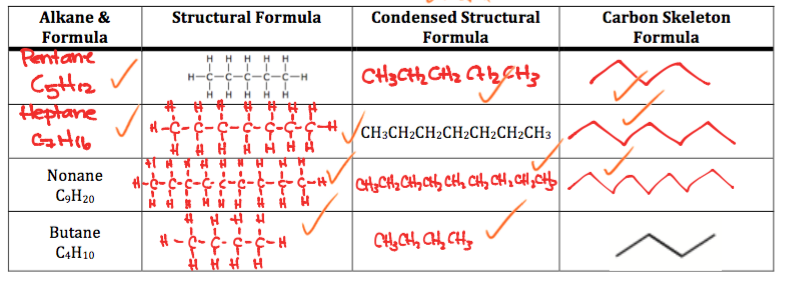 Alkane &
Formula
Structural Formula
Condensed Structural
Formula
Carbon Skeleton
Formula
Pentane
C5H12
H H H H H
H-C-C-C-C-C-H
H H H H H
CH3CH2CH2CH2CH3
Heptane
C7H16
H H H H H H H
H-C-C-C-C-C-C-C-H
H H H H H H H
CH3CH2CH2CH2CH2CH2CH3
Nonane
C9H20
H H H H H H H H H
H-C-C-C-C-C-C-C-C-C-H
H H H H H H H H H
CH3CH2CH2CH2CH2CH2CH2CH2CH3
Butane
C4H10
H H H H
H-C-C-C-C-H
H H H H
CH3CH2CH2CH3